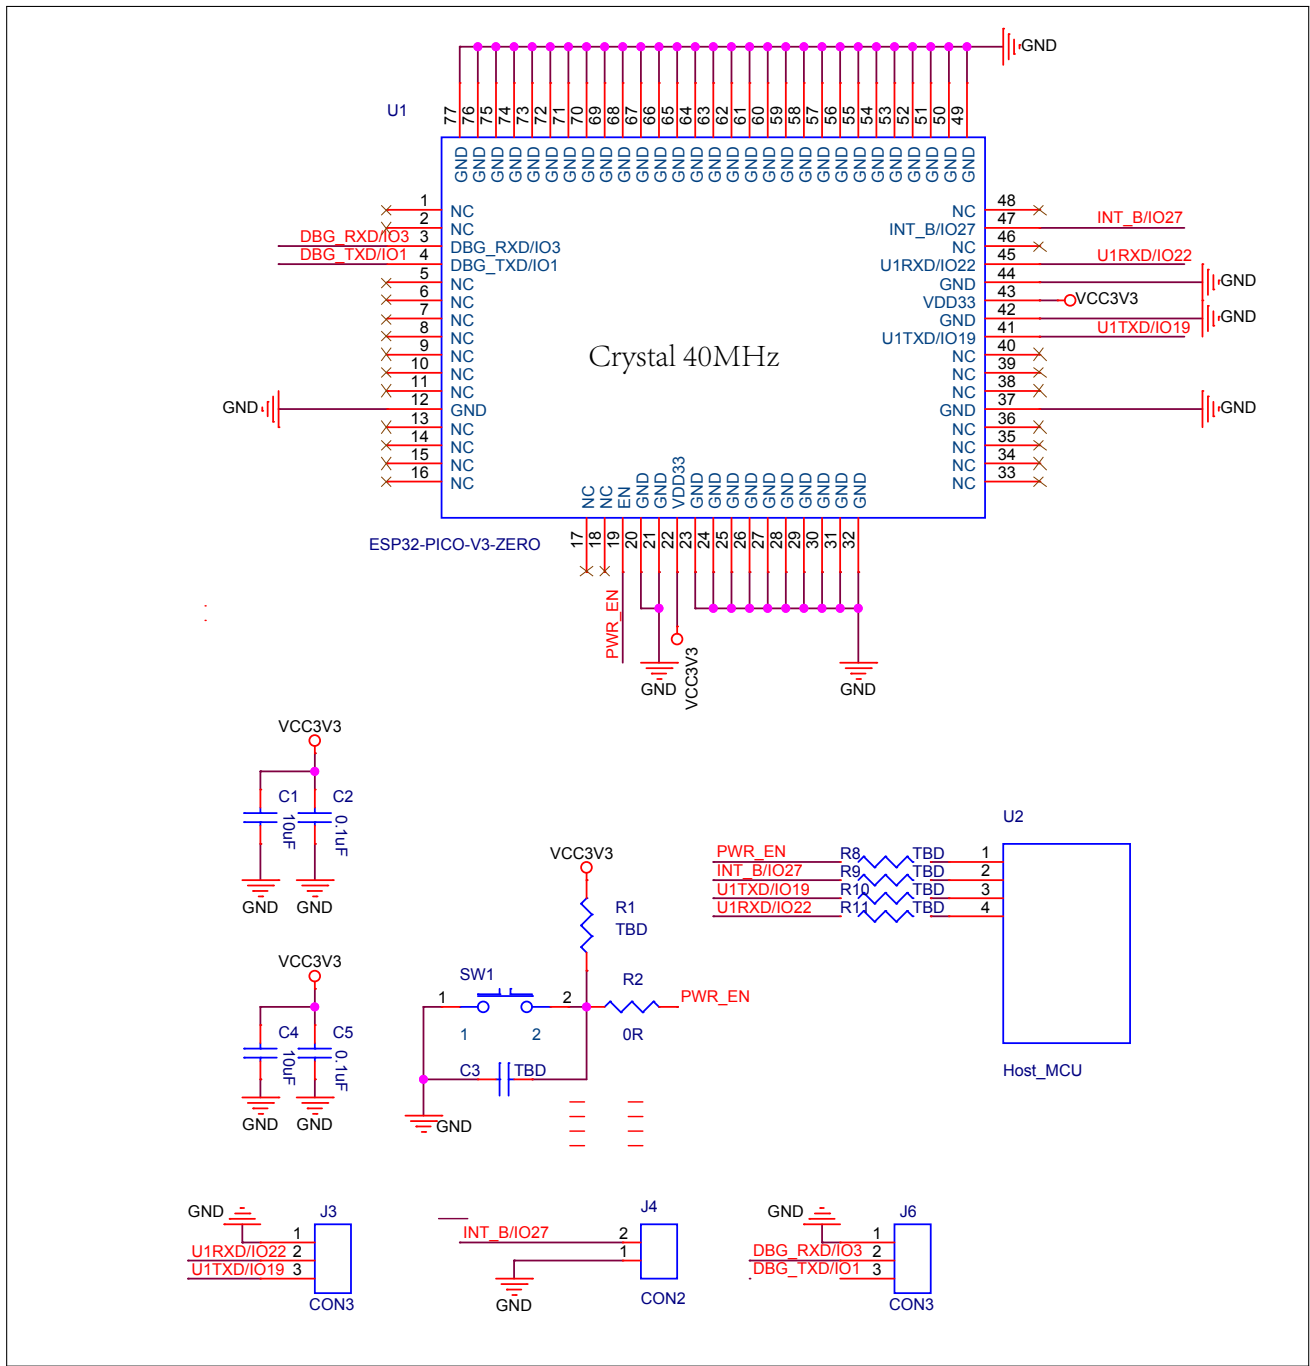 GND
U1
77 76 75 74 73 72 71 70 69 68 67 66 65 64 63 62 61 60 59 58 57 56 55 54 53 52 51 50 49
GND GND GND GND GND GND GND GND GND GND GND GND GND GND GND GND GND GND GND GND GND GND GND GND GND GND GND GND GND
1 NC
2 NC
DBG_RXD/IO3 3 DBG_RXD/IO3
DBG_TXD/IO1 4 DBG_TXD/IO1
5 NC
6 NC
7 NC
8 NC
9 NC
10 NC
11 NC
GND 12 GND
13 NC
14 NC
15 NC
16 NC
Crystal 40MHz
NC 48
INT_B/IO27 47 INT_B/IO27
NC 46
U1RXD/IO22 45 U1RXD/IO22
GND 44 GND
VDD33 43 VCC3V3
GND 42 GND
U1TXD/IO19 41 U1TXD/IO19
NC 40
NC 39
NC 38
GND 37 GND
NC 36
NC 35
NC 34
NC 33
NC NC EN GND GND VDD33 GND GND GND GND GND GND GND GND GND GND
17 18 19 20 21 22 23 24 25 26 27 28 29 30 31 32
ESP32-PICO-V3-ZERO
PWR_EN
GND
VCC3V3
GND
VCC3V3
C1
10uF
C2
0.1uF
GND
GND
VCC3V3
C4
10uF
C5
0.1uF
GND
GND
VCC3V3
R1
TBD
SW1
1
2
1
2
R2
0R
PWR_EN
C3
TBD
GND
U2
PWR_EN R8 TBD 1
INT_B/IO27 R9 TBD 2
U1TXD/IO19 R10 TBD 3
U1RXD/IO22 R11 TBD 4
Host_MCU
GND
J3
1
U1RXD/IO22 2
U1TXD/IO19 3
CON3
J4
INT_B/IO27 2
1
GND
CON2
GND
J6
1
DBG_RXD/IO3 2
DBG_TXD/IO1 3
CON3